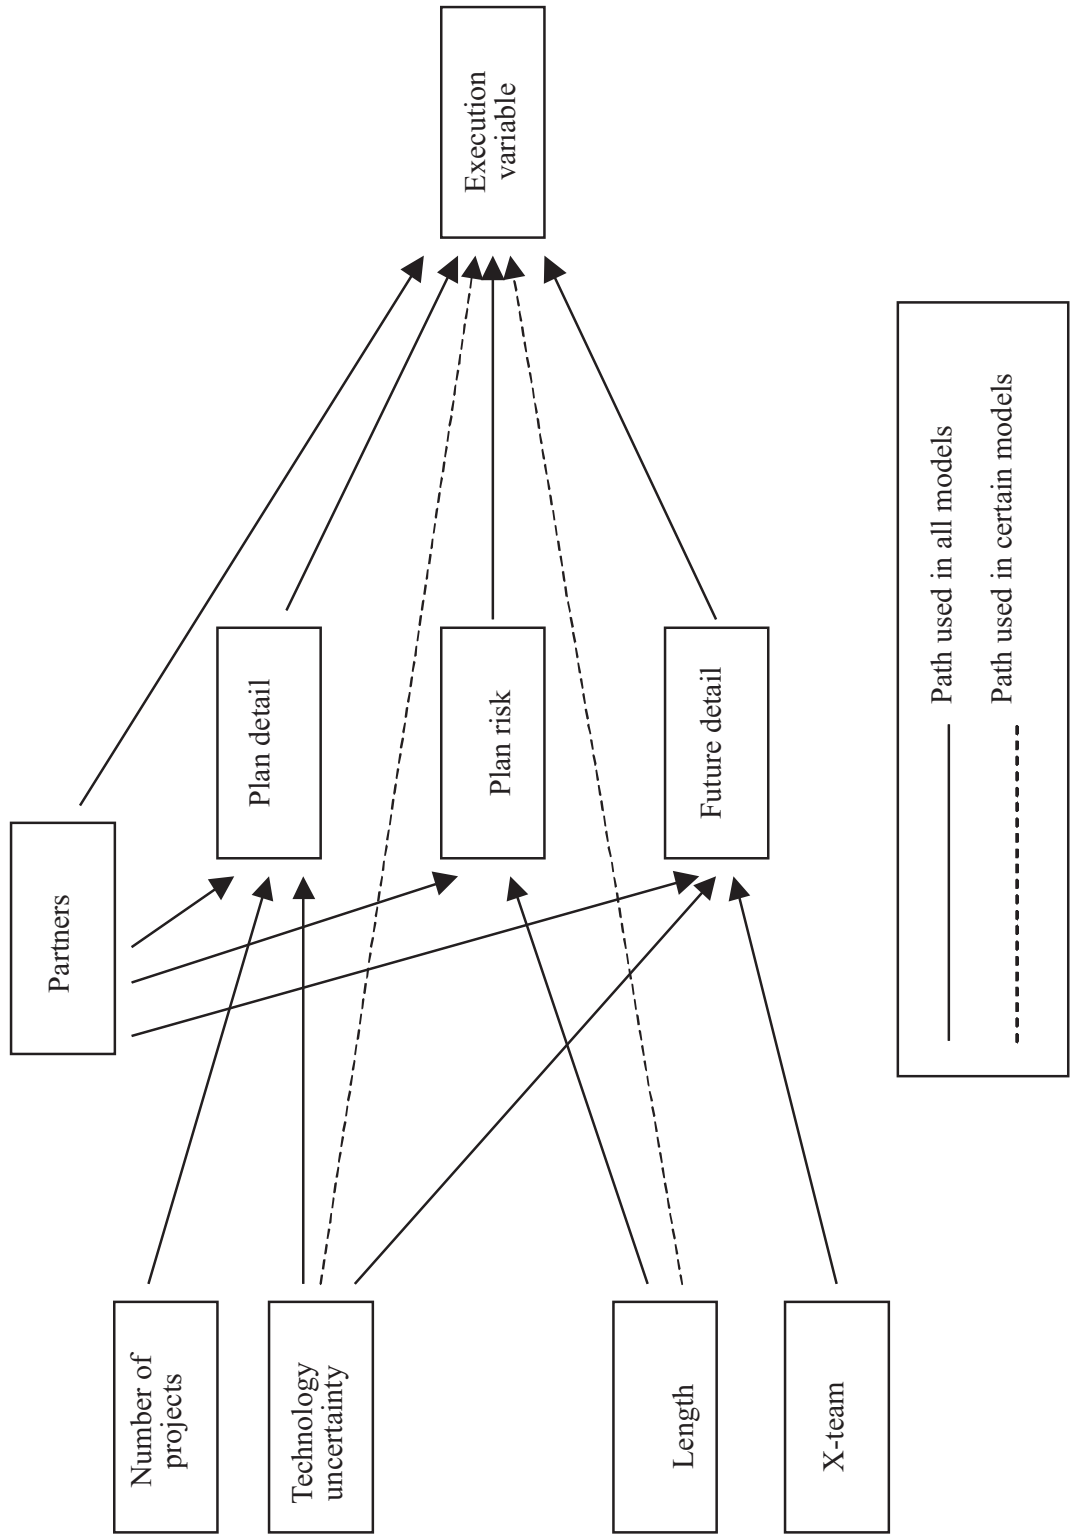 Partners
Number of
projects
Technology
uncertainty
Length
X-team
Plan detail
Plan risk
Future detail
Execution
variable
Path used in all models
Path used in certain models